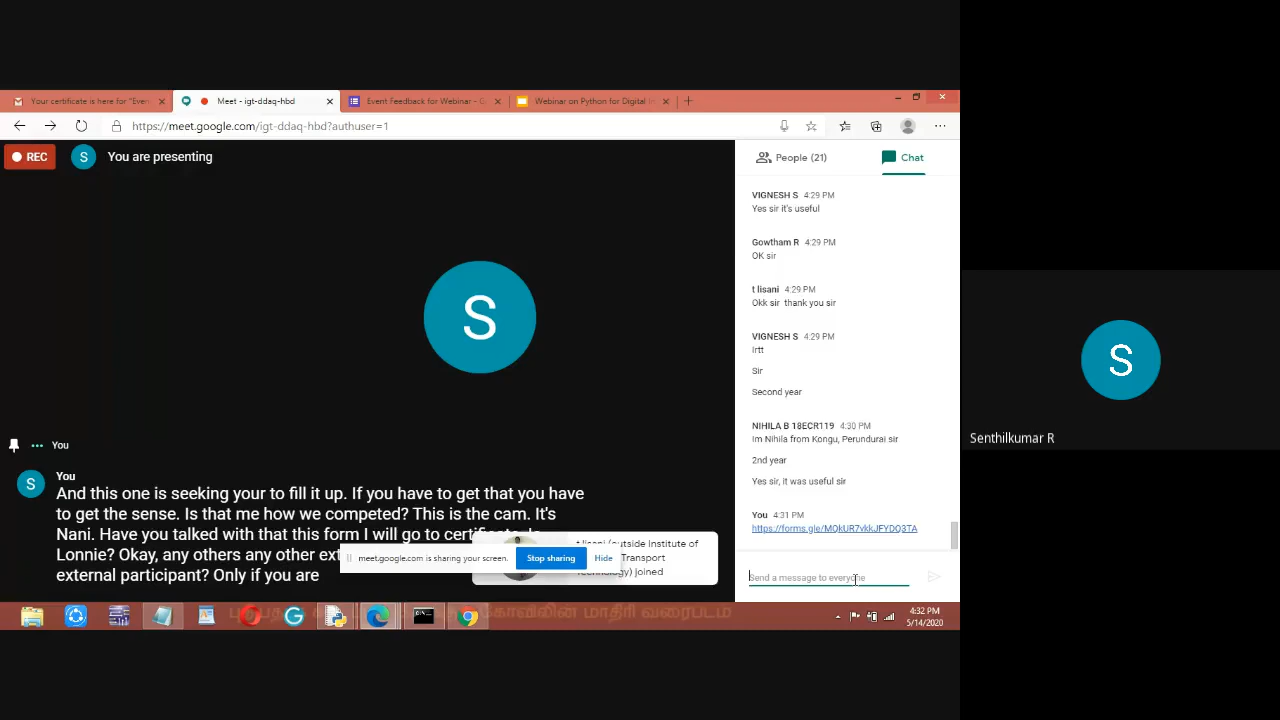 Your certificate is here for "Even
Meet - igt-ddaq-hbd
Event Feedback for Webinar - G
Webinar on Python for Digital I
https://meet.google.com/igt-ddaq-hbd?authuser=1
REC
S
You are presenting
People (21)
Chat
VIGNESH S 4:29 PM
Yes sir it's useful
Gowtham R 4:29 PM
OK sir
t lisani 4:29 PM
Okk sir thank you sir
VIGNESH S 4:29 PM
Irtt
Sir
Second year
NIHILA B 18ECR119 4:30 PM
Im Nihila from Kongu, Perundurai sir
2nd year
Yes sir, it was useful sir
You 4:31 PM
https://forms.gle/MQkUR7vkkJFYDQ3TA
Send a message to everyone
S
You
S
You
And this one is seeking your to fill it up. If you have to get that you have
to get the sense. Is that me how we competed? This is the cam. It's
Nani. Have you talked with that this form I will go to
Lonnie? Okay, any others any other
external participant? Only if you are
meet.google.com is sharing your screen.
Stop sharing
Hide
(outside Institute of
Transport
joined
கோவிலின் மாதிரி வரைபடம்
4:32 PM
5/14/2020
S
Senthilkumar R